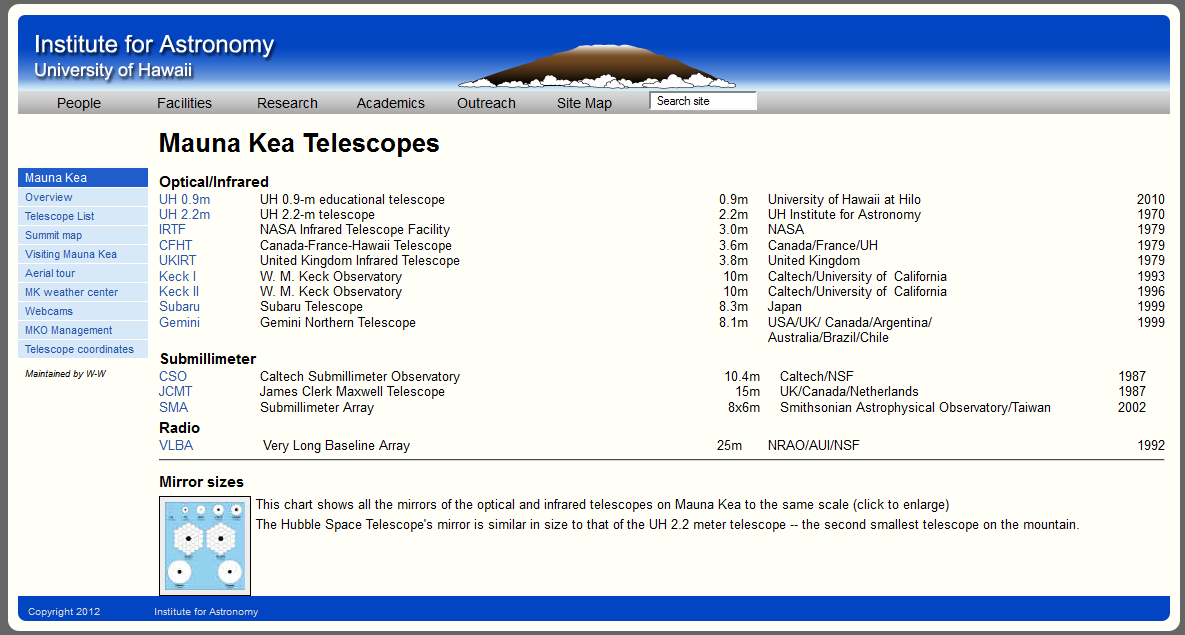 Institute for Astronomy
University of Hawaii
People Facilities Research Academics Outreach Site Map Search site
Mauna Kea Telescopes
Mauna Kea
Overview
Telescope List
Summit map
Visiting Mauna Kea
Aerial tour
MK weather center
Webcams
MKO Management
Telescope coordinates
Maintained by W-W
Optical/Infrared
UH 0.9m UH 0.9-m educational telescope 0.9m University of Hawaii at Hilo 2010
UH 2.2m UH 2.2-m telescope 2.2m UH Institute for Astronomy 1970
IRTF NASA Infrared Telescope Facility 3.0m NASA 1979
CFHT Canada-France-Hawaii Telescope 3.6m Canada/France/UH 1979
UKIRT United Kingdom Infrared Telescope 3.8m United Kingdom 1979
Keck I W. M. Keck Observatory 10m Caltech/University of California 1993
Keck II W. M. Keck Observatory 10m Caltech/University of California 1996
Subaru Subaru Telescope 8.3m Japan 1999
Gemini Gemini Northern Telescope 8.1m USA/UK/ Canada/Argentina/ 1999
Australia/Brazil/Chile
Submillimeter
CSO Caltech Submillimeter Observatory 10.4m Caltech/NSF 1987
JCMT James Clerk Maxwell Telescope 15m UK/Canada/Netherlands 1987
SMA Submillimeter Array 8x6m Smithsonian Astrophysical Observatory/Taiwan 2002
Radio
VLBA Very Long Baseline Array 25m NRAO/AUI/NSF 1992
Mirror sizes
This chart shows all the mirrors of the optical and infrared telescopes on Mauna Kea to the same scale (click to enlarge)
The Hubble Space Telescope's mirror is similar in size to that of the UH 2.2 meter telescope -- the second smallest telescope on the mountain.
Copyright 2012 Institute for Astronomy